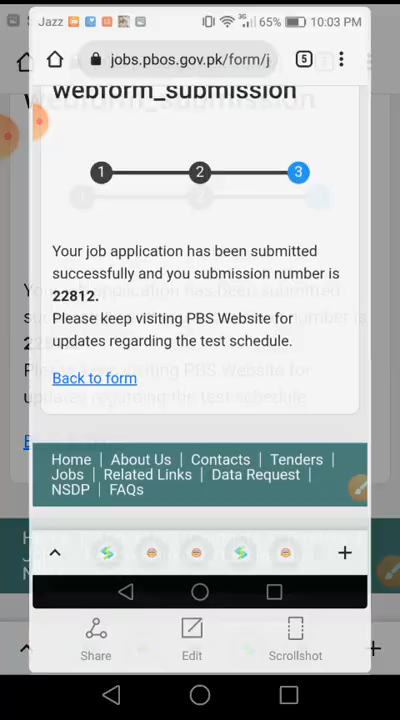 Jazz 3G 65% 10:03 PM
jobs.pbos.gov.pk/form/j 5
webform_submission
1 2 3
Your job application has been submitted
successfully and you submission number is
22812.
Please keep visiting PBS Website for
updates regarding the test schedule.
Back to form
Home | About Us | Contacts | Tenders |
Jobs | Related Links | Data Request |
NSDP | FAQs
Share Edit Scrollshot